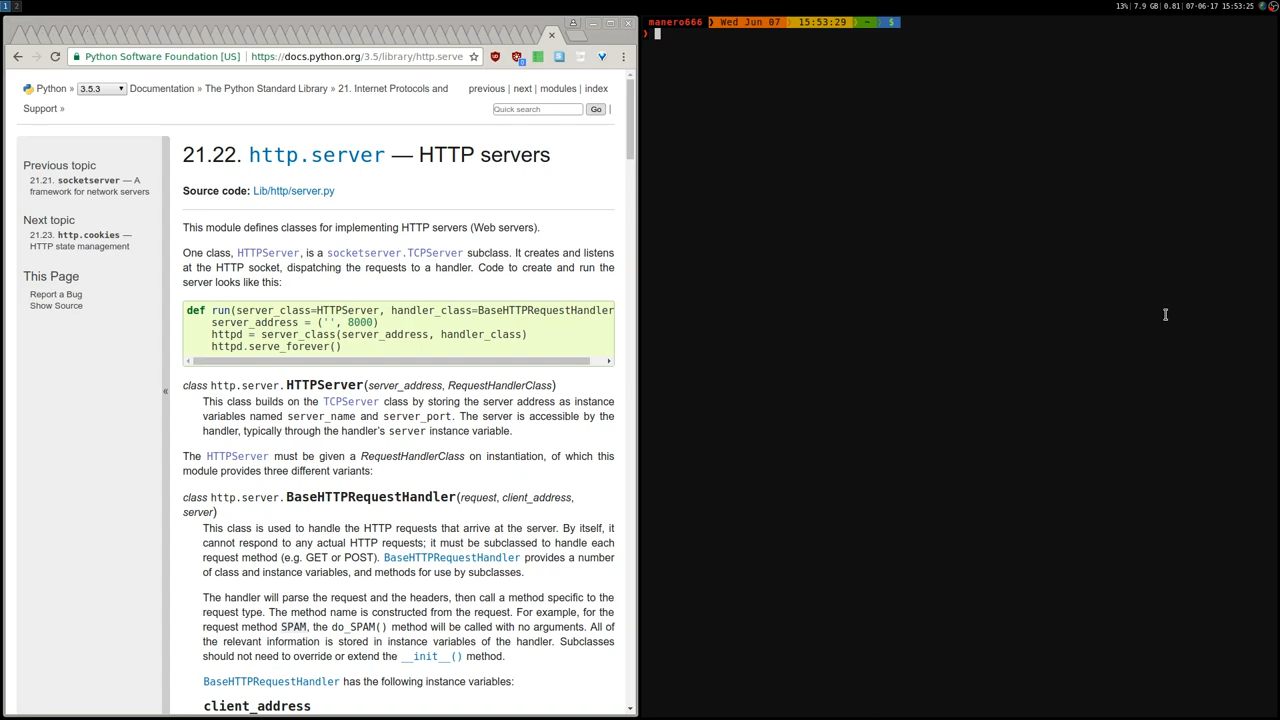 1 2
13%| 7.9 GB| 0.81| 07-06-17 15:53:25
Python Software Foundation [US] | https://docs.python.org/3.5/library/http.serve
Python » 3.5.3 Documentation » The Python Standard Library » 21. Internet Protocols and
Support »
previous | next | modules | index
Quick search Go |
Previous topic
21.21. socketserver — A
framework for network servers
Next topic
21.23. http.cookies —
HTTP state management
This Page
Report a Bug
Show Source
«
21.22. http.server — HTTP servers
Source code: Lib/http/server.py
This module defines classes for implementing HTTP servers (Web servers).
One class, HTTPServer, is a socketserver.TCPServer subclass. It creates and listens
at the HTTP socket, dispatching the requests to a handler. Code to create and run the
server looks like this:
def run(server_class=HTTPServer, handler_class=BaseHTTPRequestHandler
server_address = ('', 8000)
httpd = server_class(server_address, handler_class)
httpd.serve_forever()
class http.server.HTTPServer(server_address, RequestHandlerClass)
This class builds on the TCPServer class by storing the server address as instance
variables named server_name and server_port. The server is accessible by the
handler, typically through the handler's server instance variable.
The HTTPServer must be given a RequestHandlerClass on instantiation, of which this
module provides three different variants:
class http.server.BaseHTTPRequestHandler(request, client_address,
server)
This class is used to handle the HTTP requests that arrive at the server. By itself, it
cannot respond to any actual HTTP requests; it must be subclassed to handle each
request method (e.g. GET or POST). BaseHTTPRequestHandler provides a number
of class and instance variables, and methods for use by subclasses.
The handler will parse the request and the headers, then call a method specific to the
request type. The method name is constructed from the request. For example, for the
request method SPAM, the do_SPAM() method will be called with no arguments. All of
the relevant information is stored in instance variables of the handler. Subclasses
should not need to override or extend the __init__() method.
BaseHTTPRequestHandler has the following instance variables:
client_address
manero666 Wed Jun 07 15:53:29 ~ $